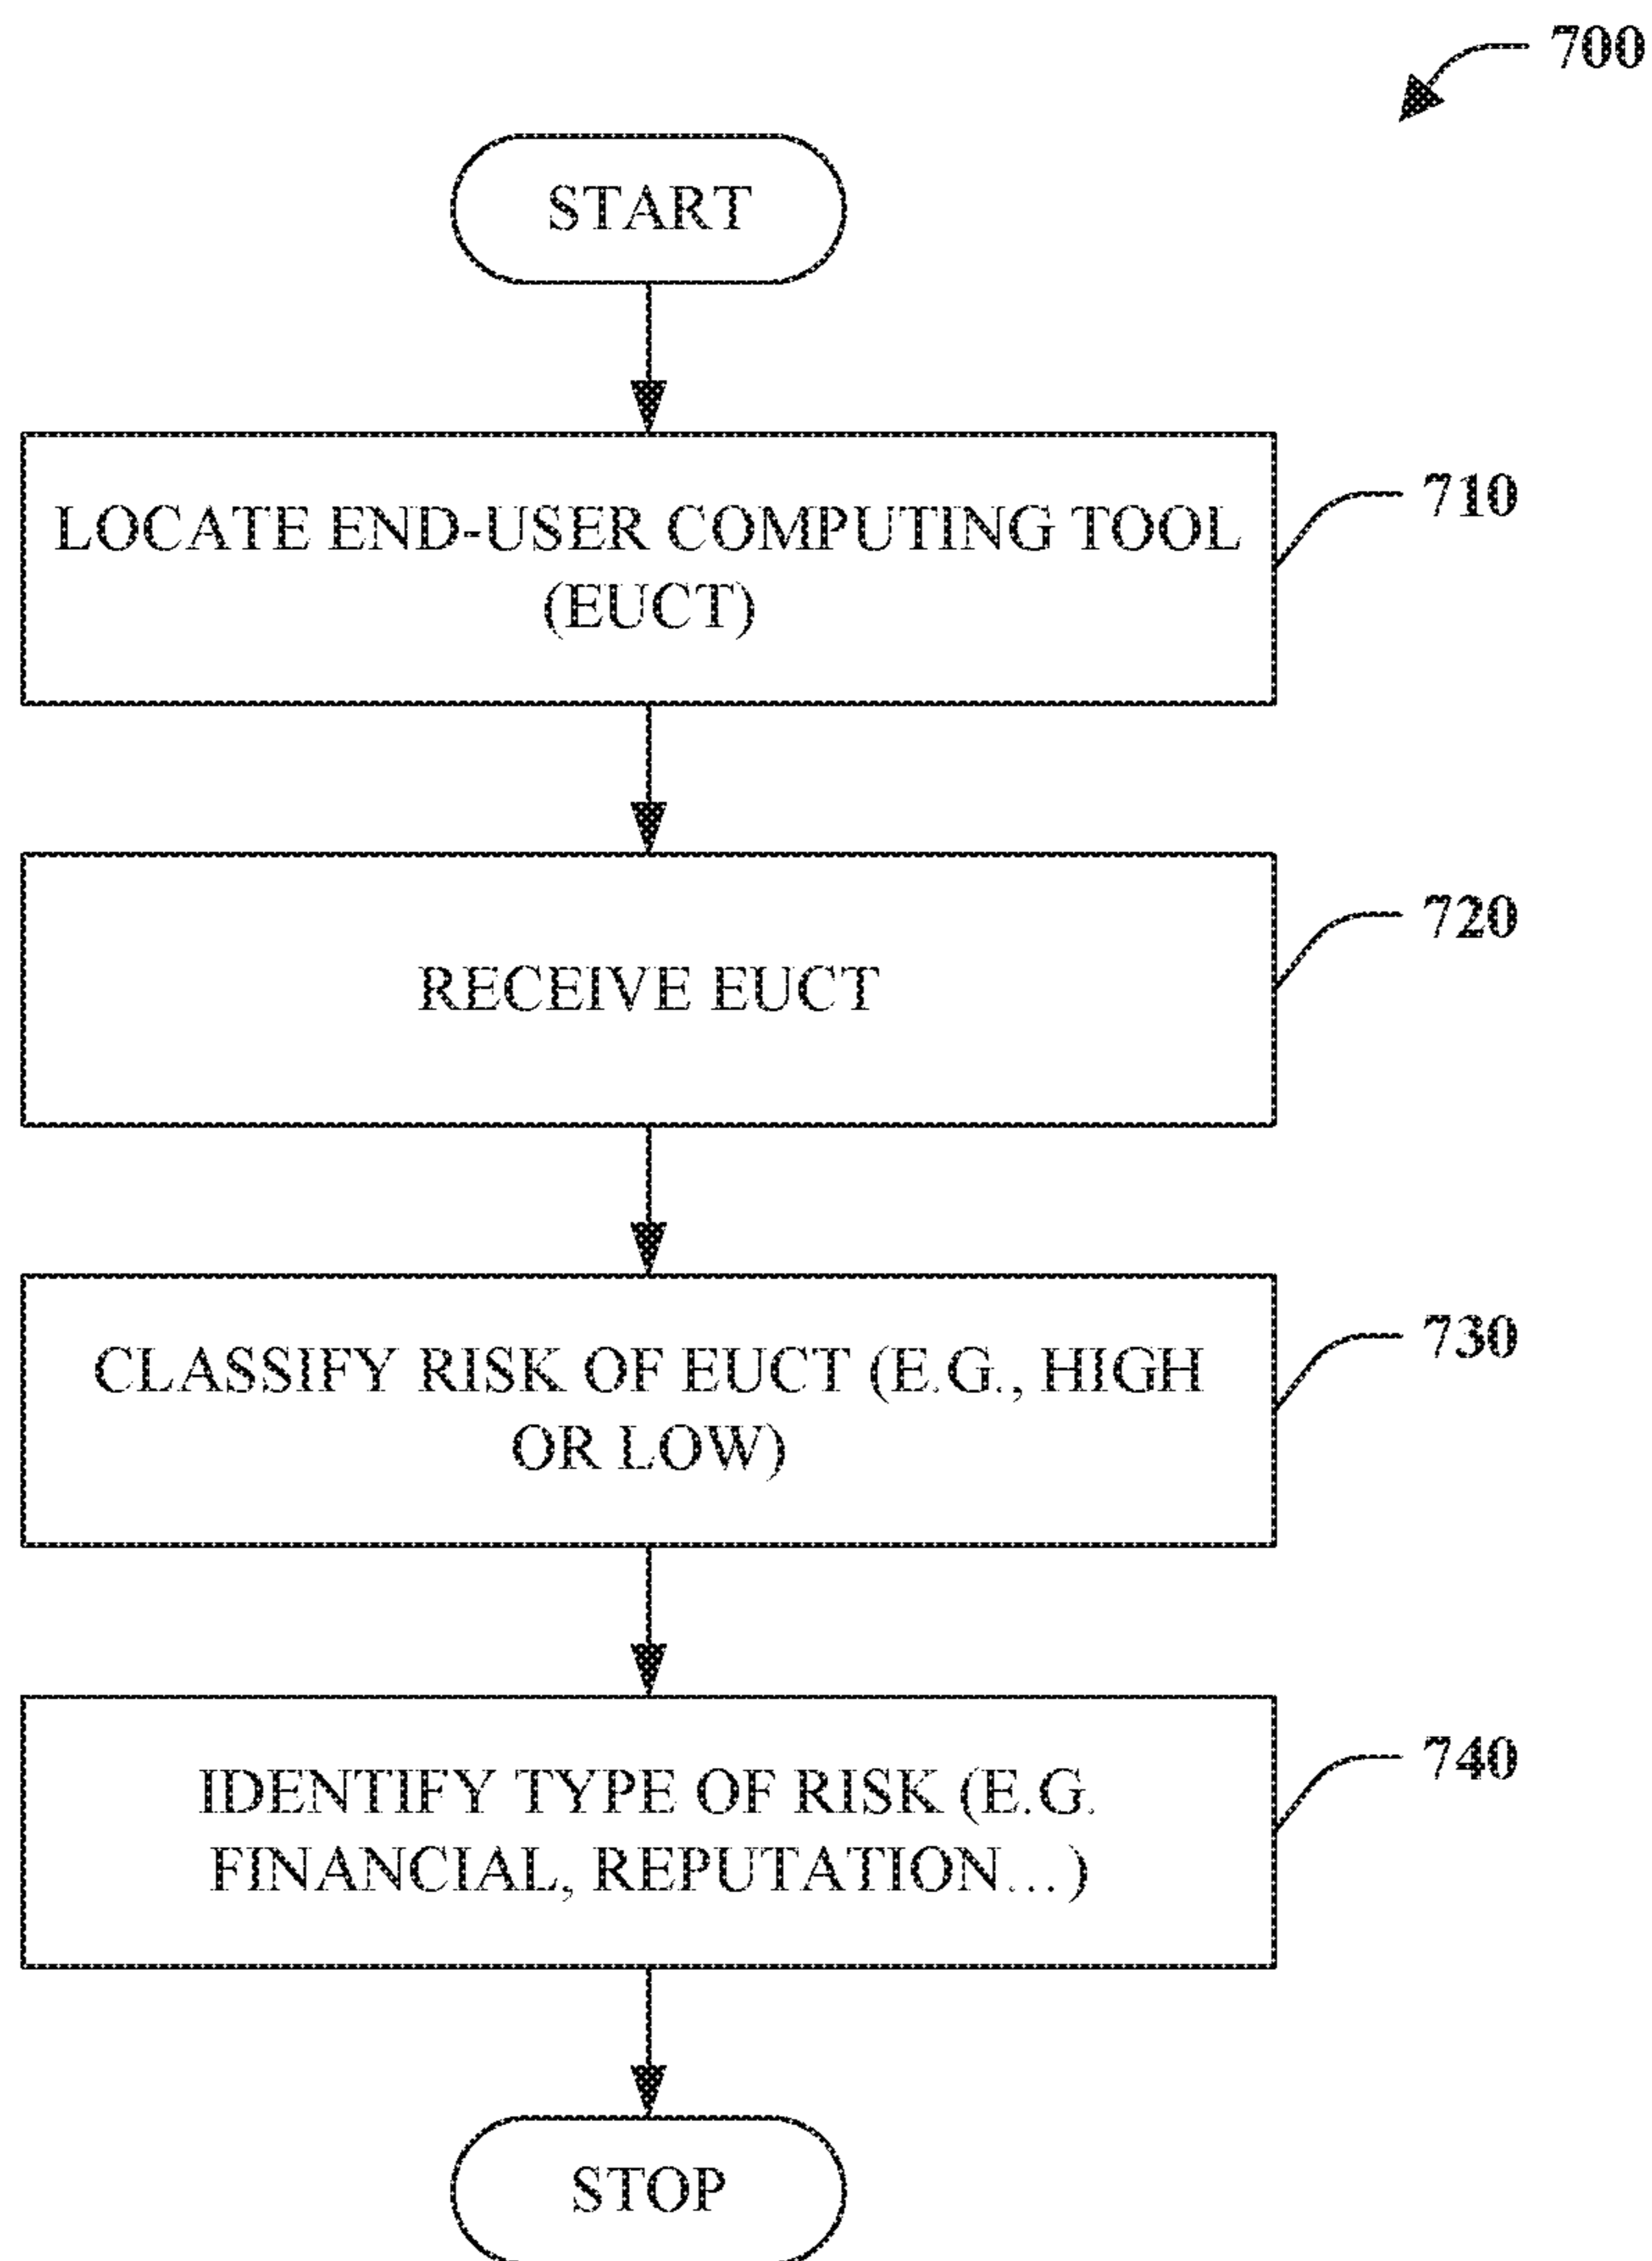 700
START
LOCATE END-USER COMPUTING TOOL
(EUCT)
710
RECEIVE EUCT
720
CLASSIFY RISK OF EUCT (E.G., HIGH
OR LOW)
730
IDENTIFY TYPE OF RISK (E.G.
FINANCIAL, REPUTATION...)
740
STOP